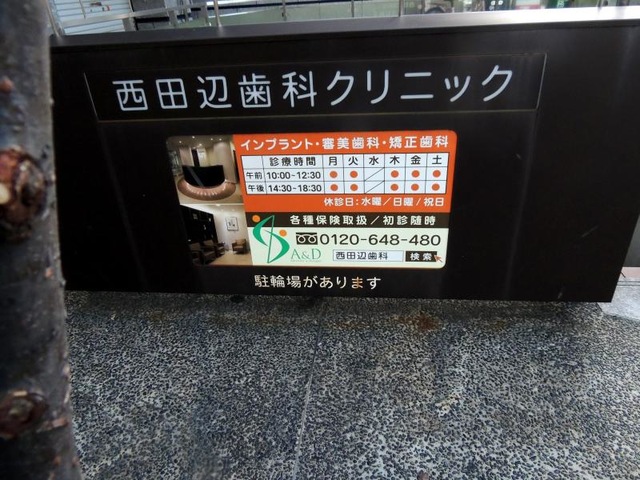 西田辺歯科クリニック
インプラント・審美歯科・矯正歯科
診療時間 月 火 水 木 金 土
午前 10:00-12:30 ● ● ／ ● ● ●
午後 14:30-18:30 ● ● ／ ● ● ●
休診日:水曜/日曜/祝日
各種保険取扱/初診随時
0120-648-480
A&D
西田辺歯科 検索
駐輪場があります